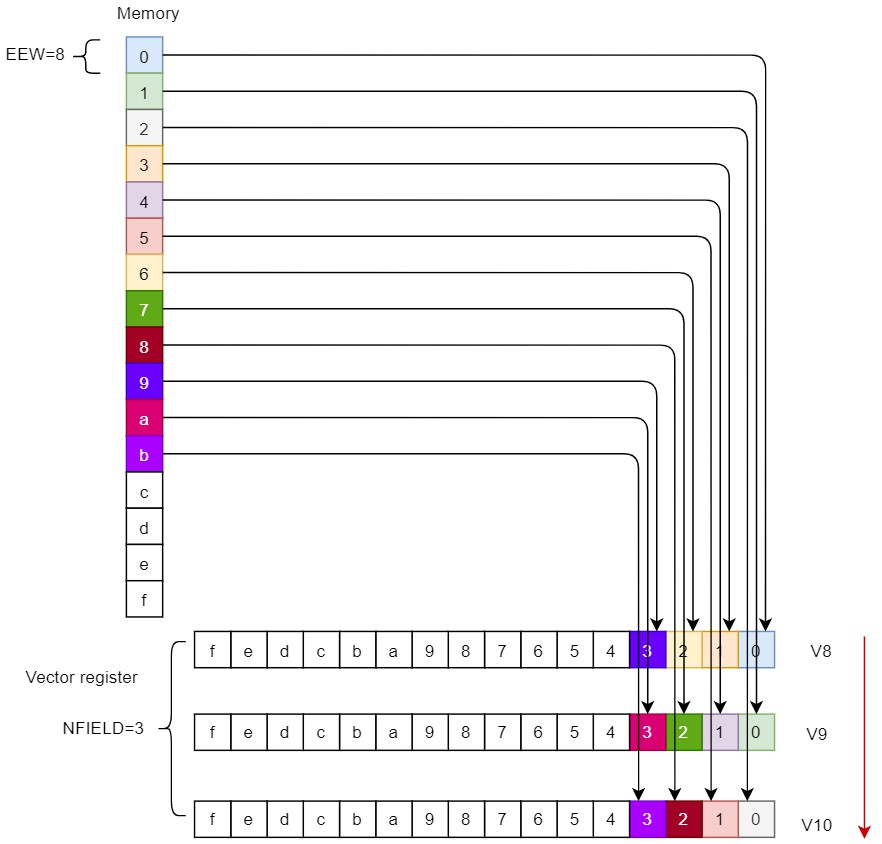 Memory
EEW=8
0
1
2
3
4
5
6
7
8
9
a
b
c
d
e
f
f e d c b a 9 8 7 6 5 4 3 2 1 0 V8
Vector register
NFIELD=3
f e d c b a 9 8 7 6 5 4 3 2 1 0 V9
f e d c b a 9 8 7 6 5 4 3 2 1 0 V10